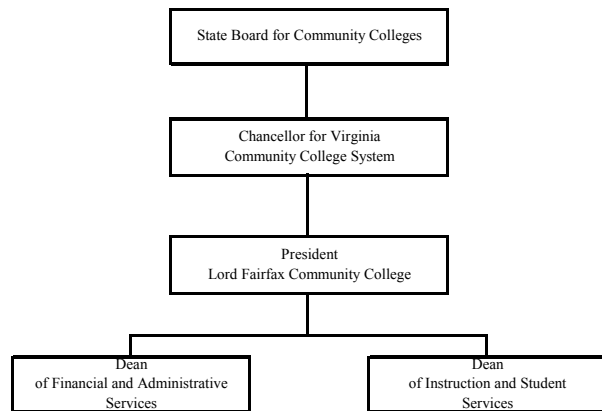 State Board for Community Colleges
Chancellor for Virginia
Community College System
President
Lord Fairfax Community College
Dean
of Financial and Administrative
Services
Dean
of Instruction and Student
Services